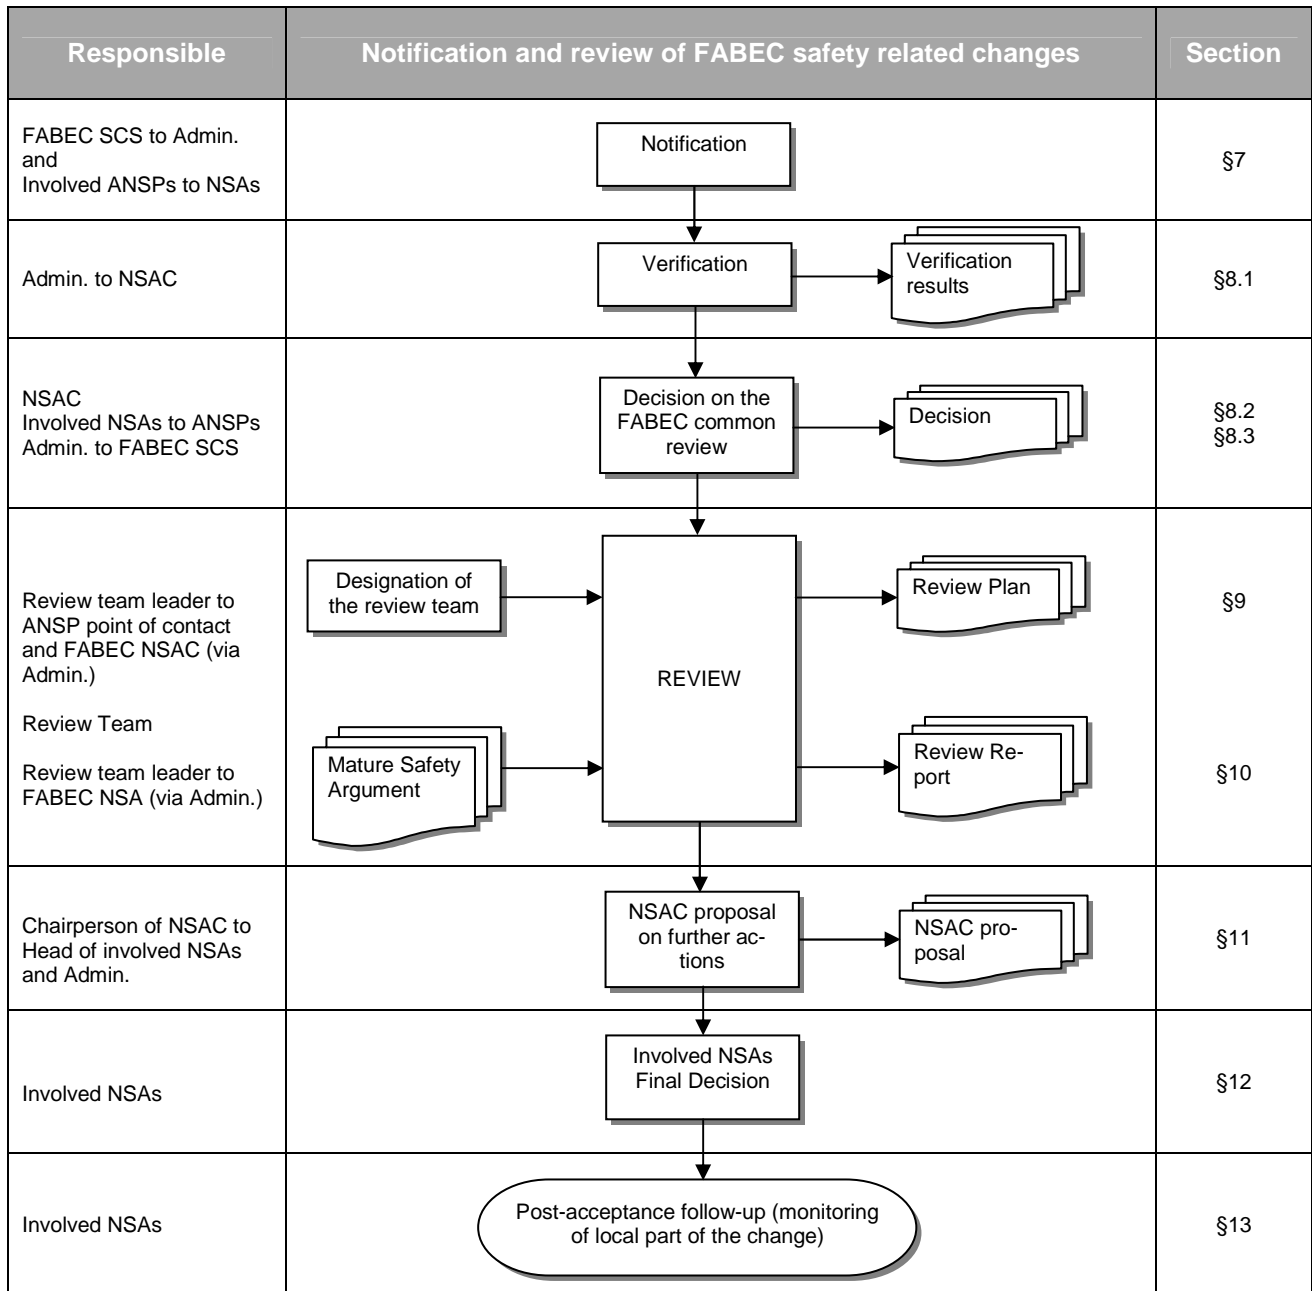 Responsible
Notification and review of FABEC safety related changes
Section
FABEC SCS to Admin.
and
Involved ANSPs to NSAs
Notification
§7
Admin. to NSAC
Verification
Verification
results
§8.1
NSAC
Involved NSAs to ANSPs
Admin. to FABEC SCS
Decision on the
FABEC common
review
Decision
§8.2
§8.3
Review team leader to
ANSP point of contact
and FABEC NSAC (via
Admin.)
Review Team
Review team leader to
FABEC NSA (via Admin.)
Designation of
the review team
Mature Safety
Argument
REVIEW
Review Plan
Review Re-
port
§9
§10
Chairperson of NSAC to
Head of involved NSAs
and Admin.
NSAC proposal
on further ac-
tions
NSAC pro-
posal
§11
Involved NSAs
Involved NSAs
Final Decision
§12
Involved NSAs
Post-acceptance follow-up (monitoring
of local part of the change)
§13